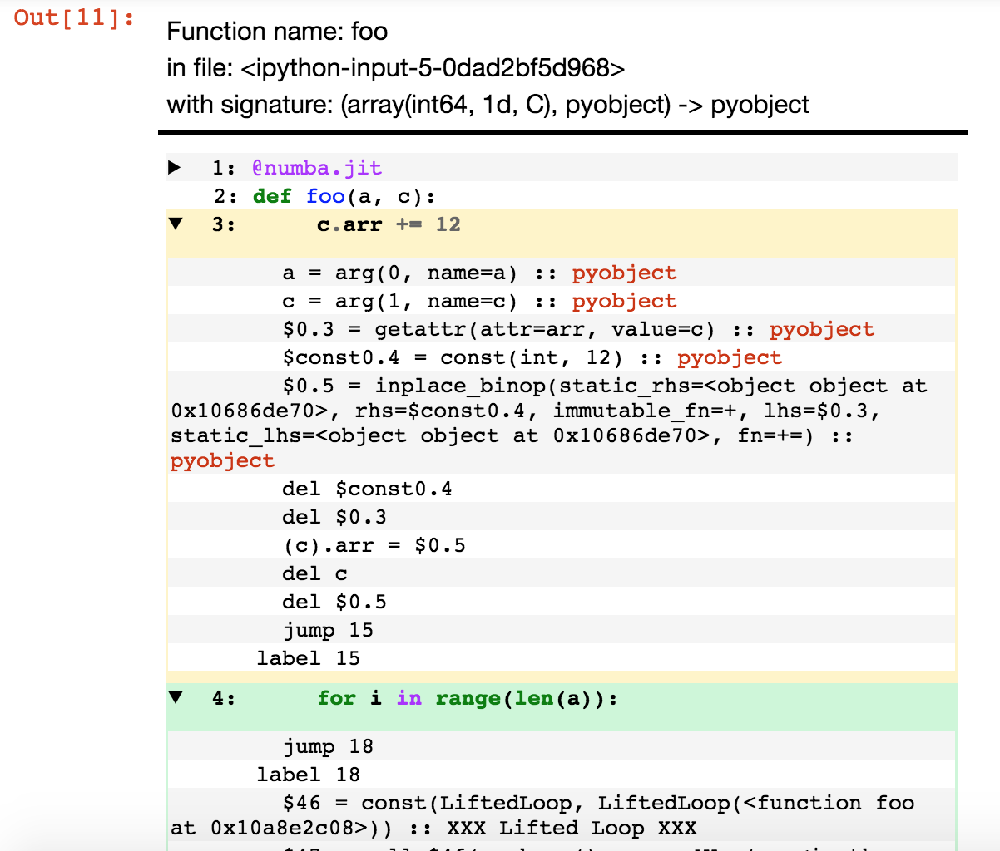 Out[11]:
Function name: foo
in file: <ipython-input-5-0dad2bf5d968>
with signature: (array(int64, 1d, C), pyobject) -> pyobject
▶ 1: @numba.jit
2: def foo(a, c):
▼ 3: c.arr += 12
a = arg(0, name=a) :: pyobject
c = arg(1, name=c) :: pyobject
$0.3 = getattr(attr=arr, value=c) :: pyobject
$const0.4 = const(int, 12) :: pyobject
$0.5 = inplace_binop(static_rhs=<object object at
0x10686de70>, rhs=$const0.4, immutable_fn=+, lhs=$0.3,
static_lhs=<object object at 0x10686de70>, fn=+=) ::
pyobject
del $const0.4
del $0.3
(c).arr = $0.5
del c
del $0.5
jump 15
label 15
▼ 4: for i in range(len(a)):
jump 18
label 18
$46 = const(LiftedLoop, LiftedLoop(<function foo
at 0x10a8e2c08>)) :: XXX Lifted Loop XXX